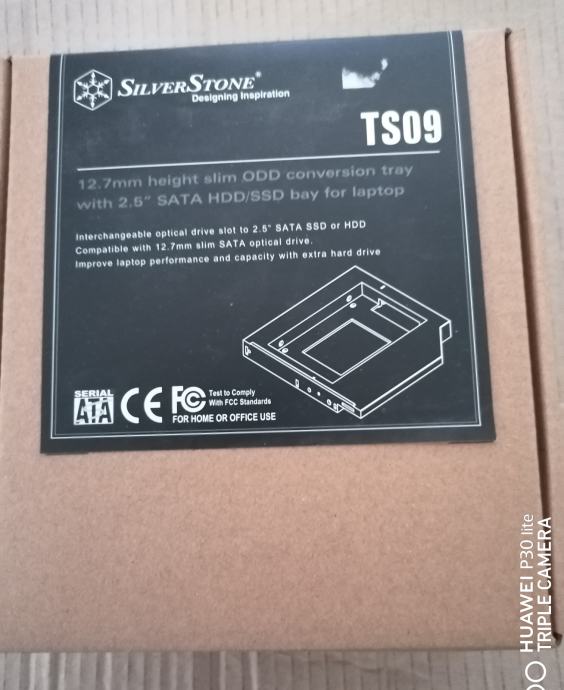 SILVERSTONE®
Designing Inspiration
TS09
12.7mm height slim ODD conversion tray
with 2.5" SATA HDD/SSD bay for laptop
Interchangeable optical drive slot to 2.5" SATA SSD or HDD
Compatible with 12.7mm slim SATA optical drive.
Improve laptop performance and capacity with extra hard drive
SERIAL
ATA
CE
FC
Test to Comply
With FCC Standards
FOR HOME OR OFFICE USE
HUAWEI P30 lite
TRIPLE CAMERA